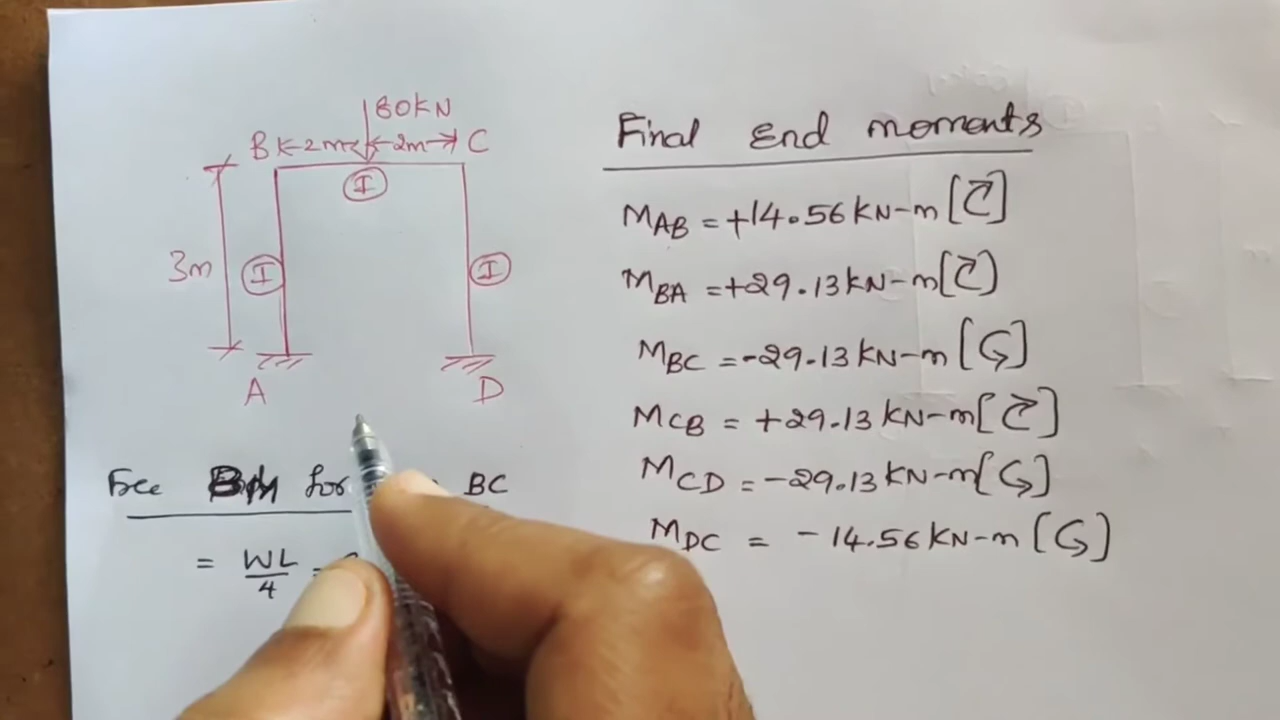 80KN
B 2m 2m C
I
3m I I
A D
Free BM for BC
= WL/4 =
Final End moments
MAB = +14.56 KN-m [↻]
MBA = +29.13 KN-m [↻]
MBC = -29.13 KN-m [↺]
MCB = +29.13 KN-m [↻]
MCD = -29.13 KN-m [↺]
MDC = -14.56 KN-m [↺]